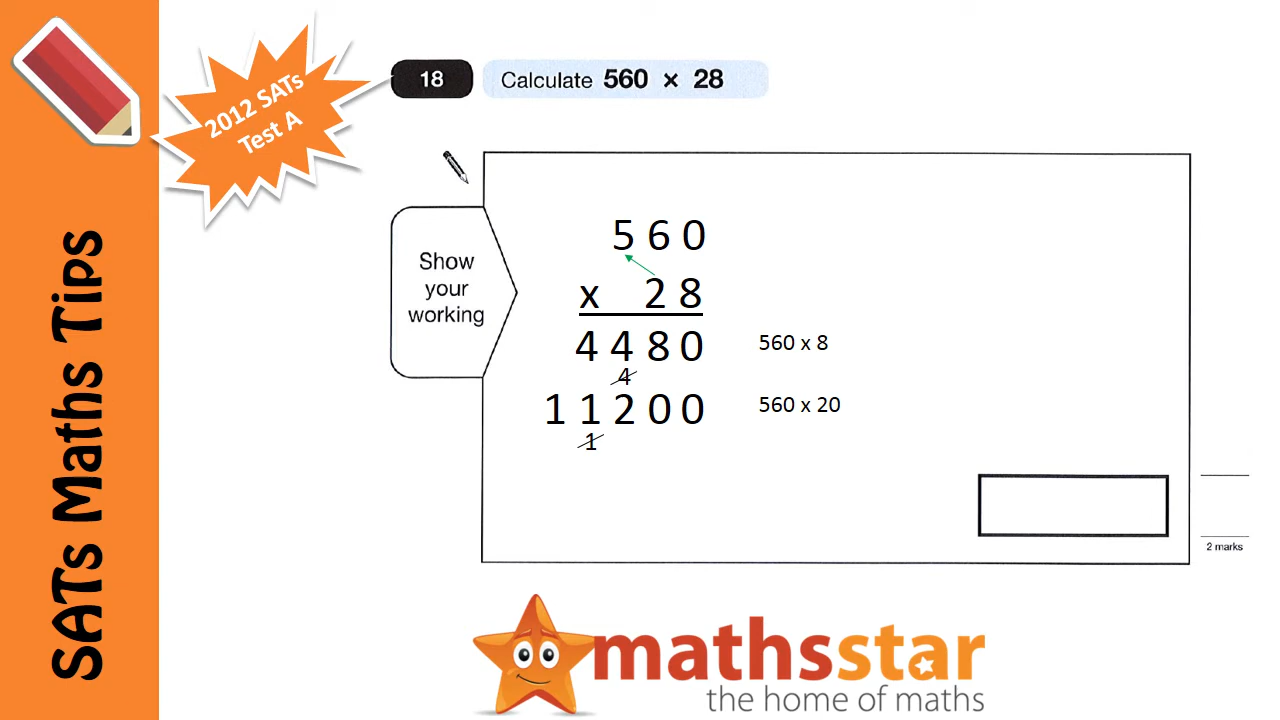 SATs Maths Tips
2012 SATs
Test A
18 Calculate 560 × 28
Show
your
working
5 6 0
x 2 8
4 4 8 0 560 x 8
4
1 1 2 0 0 560 x 20
1
2 marks
mathsstar
the home of maths